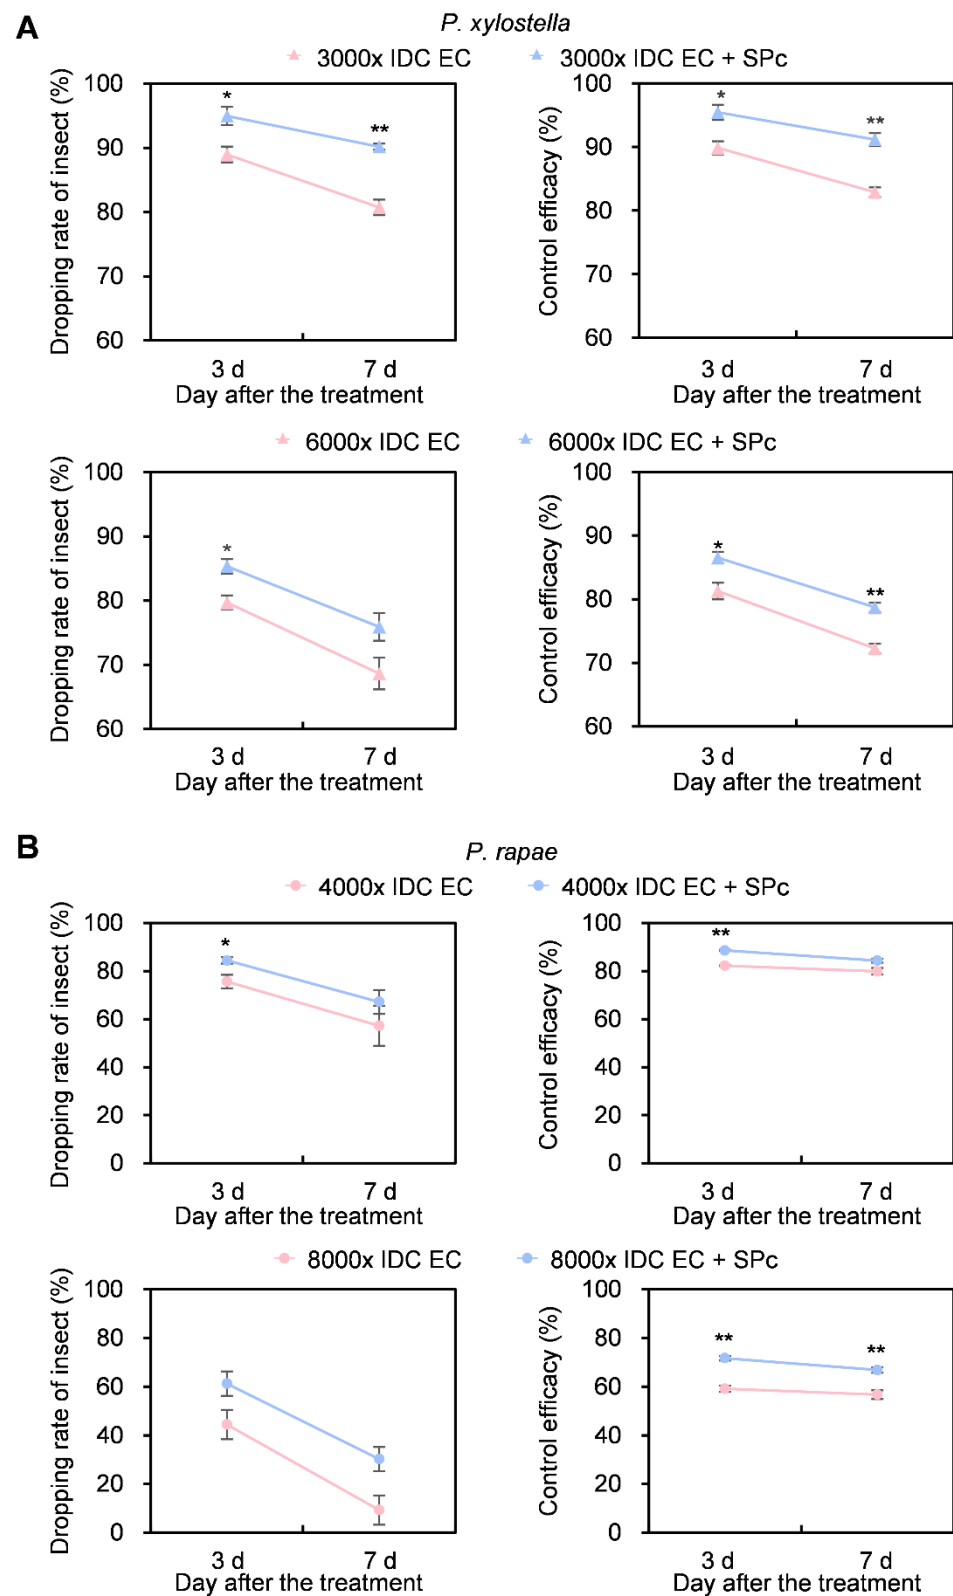 A
P. xylostella
3000x IDC EC 3000x IDC EC + SPc
Dropping rate of insect (%)
100
90
80
70
60
* **
3 d 7 d
Day after the treatment
Control efficacy (%)
100
90
80
70
60
* **
3 d 7 d
Day after the treatment
6000x IDC EC 6000x IDC EC + SPc
Dropping rate of insect (%)
100
90
80
70
60
*
3 d 7 d
Day after the treatment
Control efficacy (%)
100
90
80
70
60
* **
3 d 7 d
Day after the treatment
B
P. rapae
4000x IDC EC 4000x IDC EC + SPc
Dropping rate of insect (%)
100
80
60
40
20
0
*
3 d 7 d
Day after the treatment
Control efficacy (%)
100
80
60
40
20
0
**
3 d 7 d
Day after the treatment
8000x IDC EC 8000x IDC EC + SPc
Dropping rate of insect (%)
100
80
60
40
20
0
3 d 7 d
Day after the treatment
Control efficacy (%)
100
80
60
40
20
0
** **
3 d 7 d
Day after the treatment